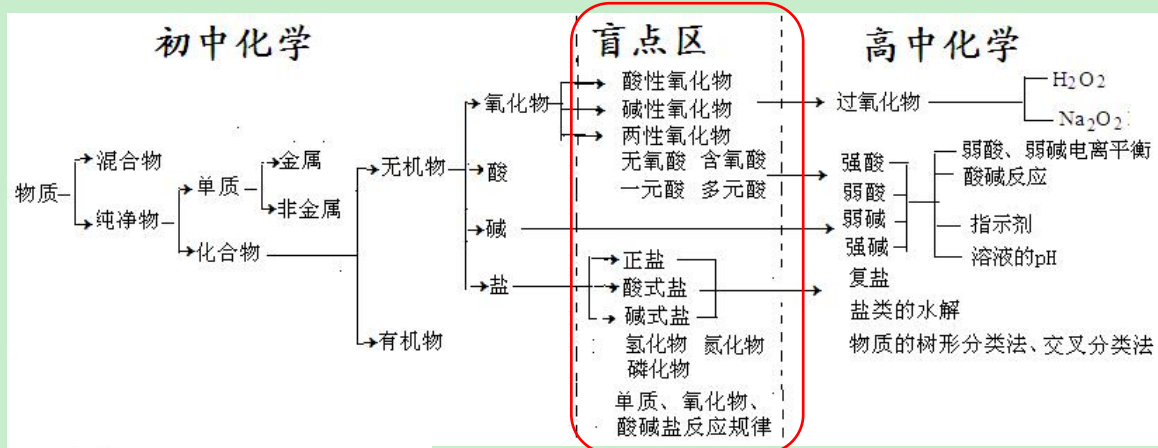 初中化学
盲点区
高中化学
物质
混合物
纯净物
单质
化合物
金属
非金属
无机物
有机物
氧化物
酸
碱
盐
酸性氧化物
碱性氧化物
两性氧化物
无氧酸 含氧酸
一元酸 多元酸
正盐
酸式盐
碱式盐
氢化物 氮化物
磷化物
单质、氧化物、
酸碱盐反应规律
过氧化物
H2O2
Na2O2
强酸
弱酸
弱碱
强碱
弱酸、弱碱电离平衡
酸碱反应
指示剂
溶液的pH
复盐
盐类的水解
物质的树形分类法、交叉分类法